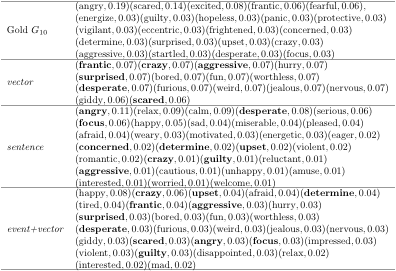 (angry, 0.19)(scared, 0.14)(excited, 0.08)(frantic, 0.06)(fearful, 0.06),
(energize, 0.03)(guilty, 0.03)(hopeless, 0.03)(panic, 0.03)(protective, 0.03)
Gold G10 (vigilant, 0.03)(eccentric, 0.03)(frightened, 0.03)(concerned, 0.03)
(determine, 0.03)(surprised, 0.03)(upset, 0.03)(crazy, 0.03)
(aggressive, 0.03)(startled, 0.03)(desperate, 0.03)(focus, 0.03)
(frantic, 0.07)(crazy, 0.07)(aggressive, 0.07)(hurry, 0.07)
vector (surprised, 0.07)(bored, 0.07)(fun, 0.07)(worthless, 0.07)
(desperate, 0.07)(furious, 0.07)(weird, 0.07)(jealous, 0.07)(nervous, 0.07)
(giddy, 0.06)(scared, 0.06)
(angry, 0.11)(relax, 0.09)(calm, 0.09)(desperate, 0.08)(serious, 0.06)
(focus, 0.06)(happy, 0.05)(sad, 0.04)(miserable, 0.04)(pleased, 0.04)
(afraid, 0.04)(weary, 0.03)(motivated, 0.03)(energetic, 0.03)(eager, 0.02)
sentence (concerned, 0.02)(determine, 0.02)(upset, 0.02)(violent, 0.02)
(romantic, 0.02)(crazy, 0.01)(guilty, 0.01)(reluctant, 0.01)
(aggressive, 0.01)(cautious, 0.01)(unhappy, 0.01)(amuse, 0.01)
(interested, 0.01)(worried, 0.01)(welcome, 0.01)
(happy, 0.08)(crazy, 0.06)(upset, 0.04)(afraid, 0.04)(determine, 0.04)
(tired, 0.04)(frantic, 0.04)(aggressive, 0.03)(hurry, 0.03)
(surprised, 0.03)(bored, 0.03)(fun, 0.03)(worthless, 0.03)
event+vector (desperate, 0.03)(furious, 0.03)(weird, 0.03)(jealous, 0.03)(nervous, 0.03)
(giddy, 0.03)(scared, 0.03)(angry, 0.03)(focus, 0.03)(impressed, 0.03)
(violent, 0.03)(guilty, 0.03)(disappointed, 0.03)(relax, 0.02)
(interested, 0.02)(mad, 0.02)